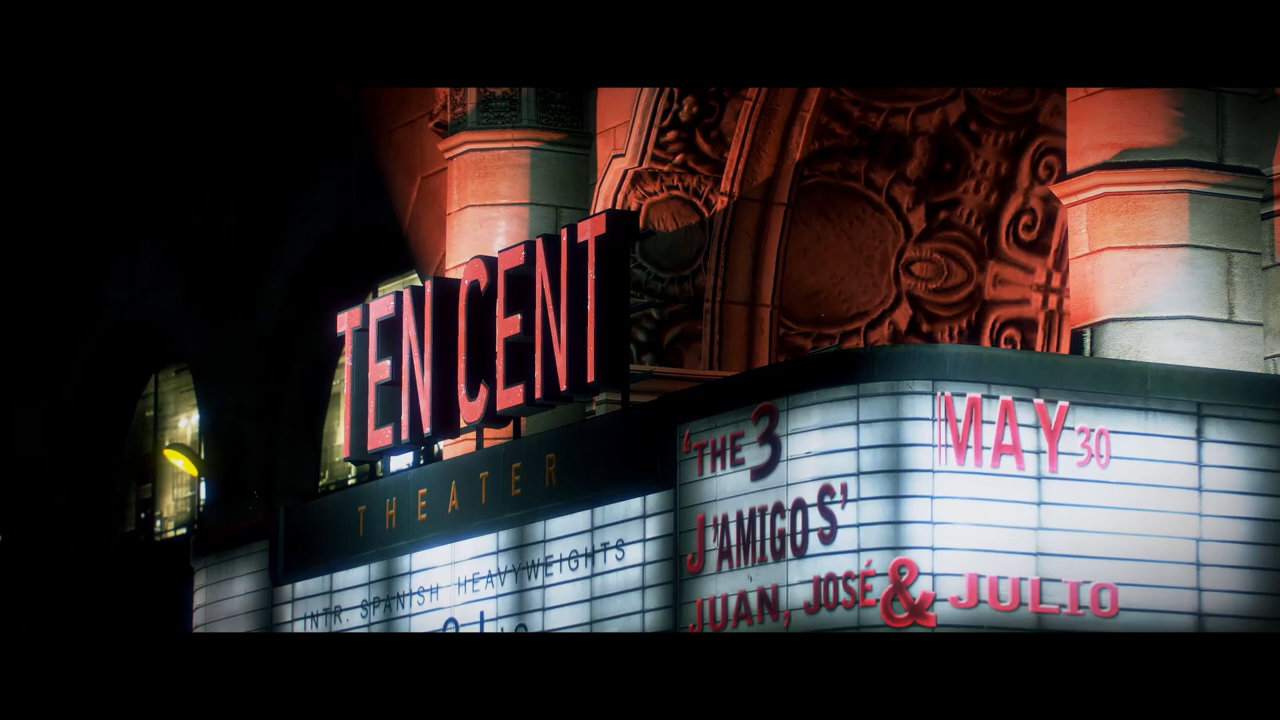 TEN CENT
THEATER
INTR. SPANISH HEAVYWEIGHTS
'THE 3
J'AMIGOS'
JUAN, JOSÉ & JULIO
MAY 30